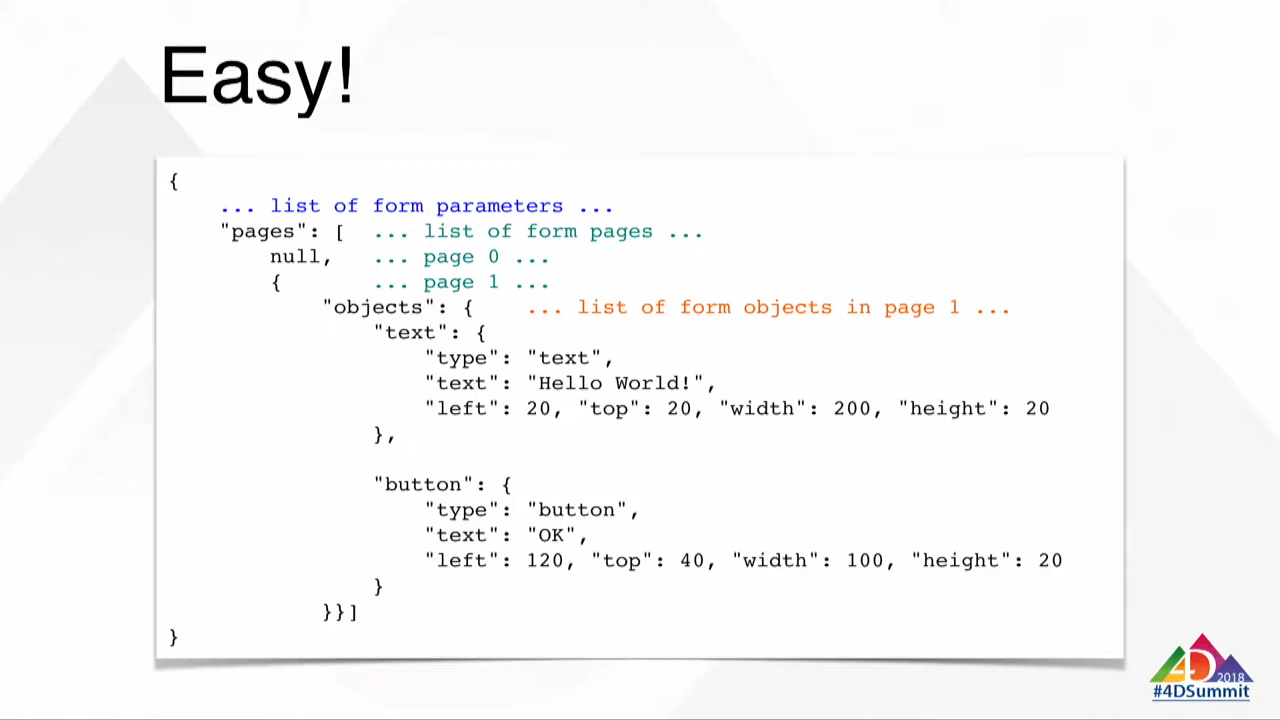 Easy!
{
... list of form parameters ...
"pages": [ ... list of form pages ...
null, ... page 0 ...
{ ... page 1 ...
"objects": { ... list of form objects in page 1 ...
"text": {
"type": "text",
"text": "Hello World!",
"left": 20, "top": 20, "width": 200, "height": 20
},
"button": {
"type": "button",
"text": "OK",
"left": 120, "top": 40, "width": 100, "height": 20
}
}}]
}
4D
2018
#4DSummit